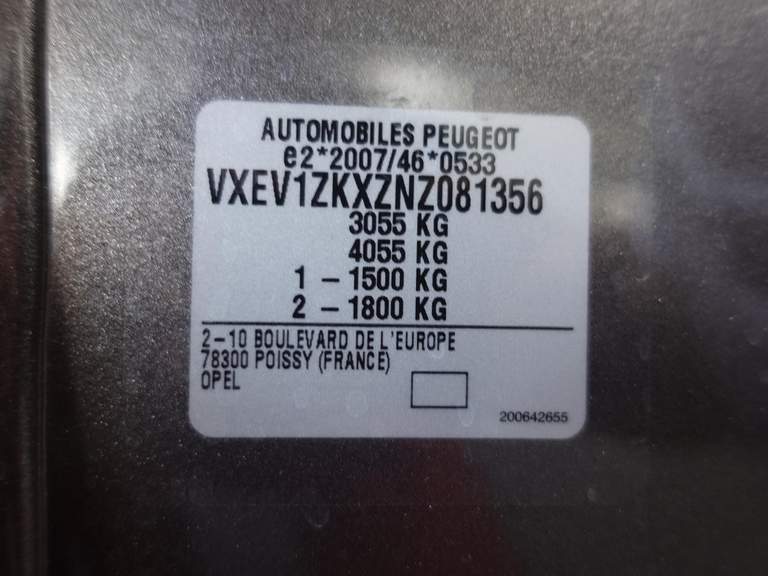 AUTOMOBILES PEUGEOT
e2*2007/46*0533
VXEV1ZKXZNZ081356
3055 KG
4055 KG
1 - 1500 KG
2 - 1800 KG
2-10 BOULEVARD DE L'EUROPE
78300 POISSY (FRANCE)
OPEL
200642655